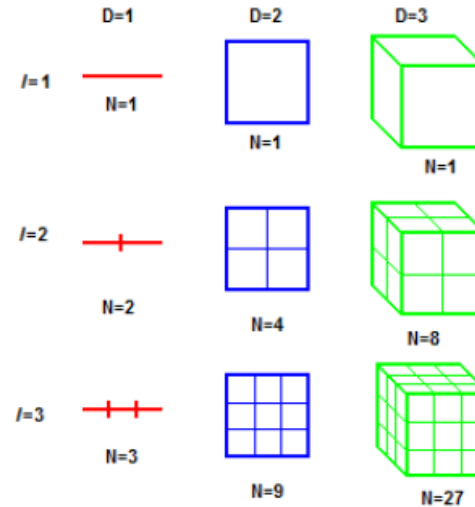 D=1 D=2 D=3
l=1
N=1 N=1 N=1
l=2
N=2 N=4 N=8
l=3
N=3 N=9 N=27